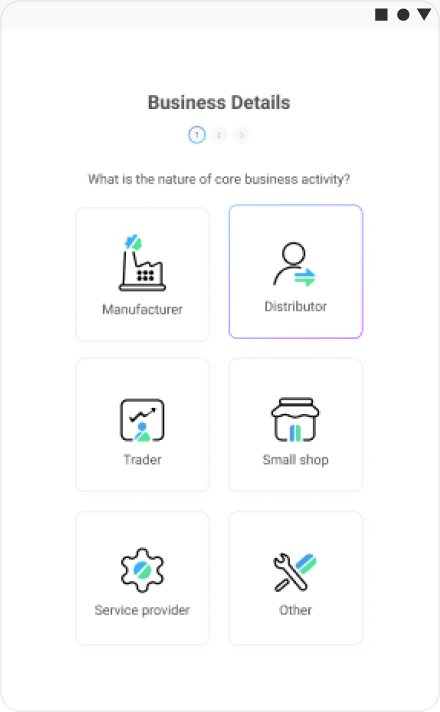 Business Details
1 2 3
What is the nature of core business activity?
Manufacturer Distributor
Trader Small shop
Service provider Other